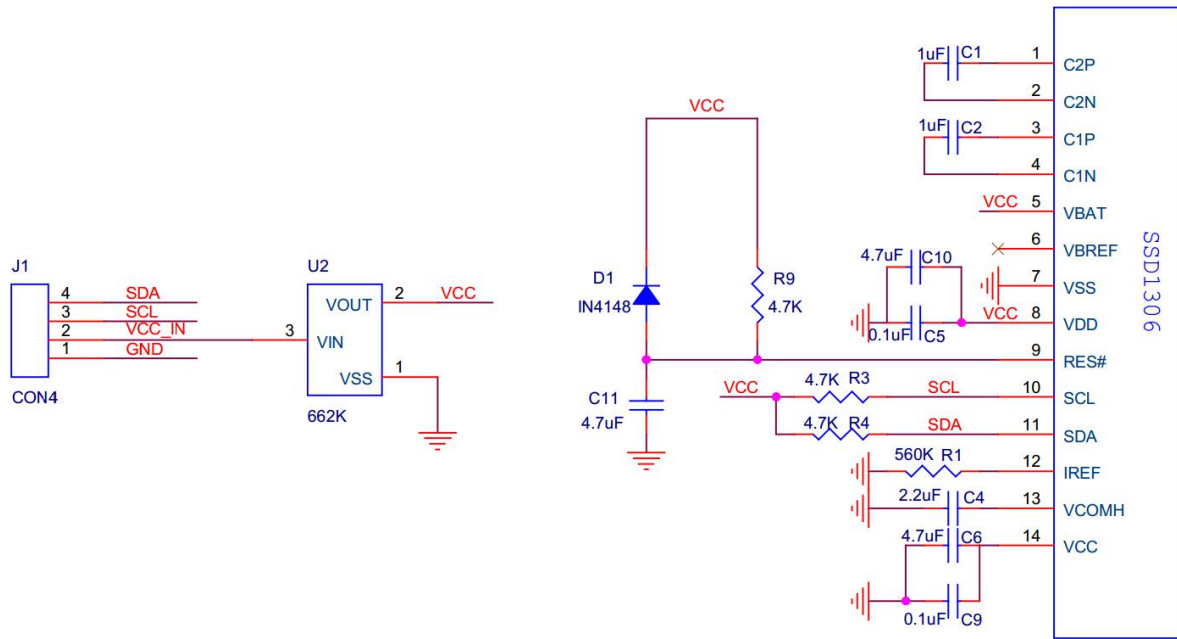 J1
4 SDA
3 SCL
2 VCC_IN
1 GND
CON4
U2
VOUT 2 VCC
3 VIN
VSS 1
662K
VCC
D1
IN4148
R9
4.7K
C11
4.7uF
1uF C1 1 C2P
2 C2N
1uF C2 3 C1P
4 C1N
VCC 5 VBAT
6 VBREF
4.7uF C10
7 VSS
VCC 8 VDD
0.1uF C5
9 RES#
VCC 4.7K R3 SCL 10 SCL
4.7K R4 SDA 11 SDA
560K R1 12 IREF
2.2uF C4 13 VCOMH
4.7uF C6 14 VCC
0.1uF C9
SSD1306